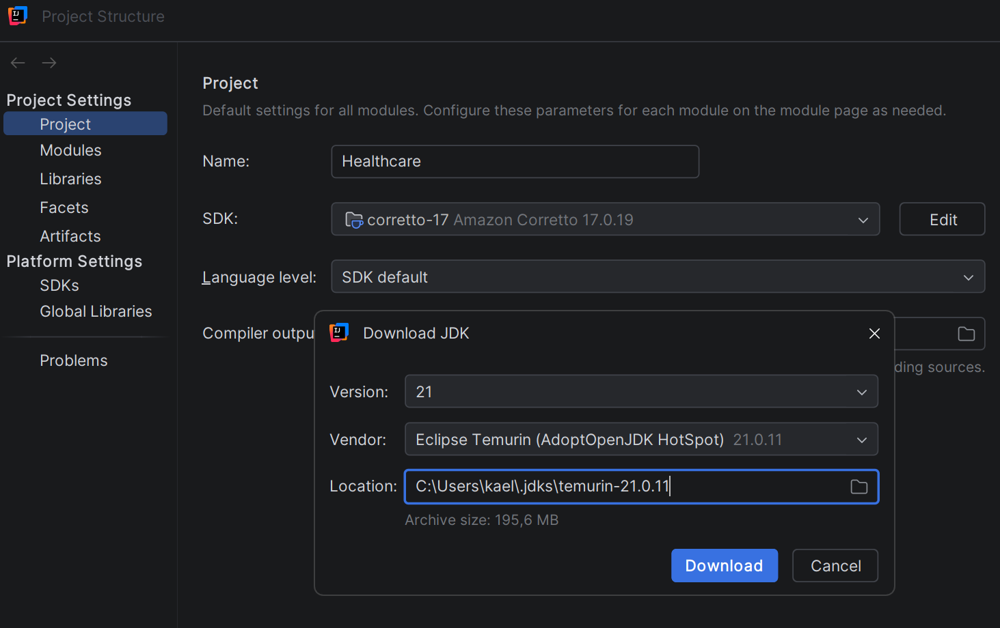 Project Structure
Project Settings
Project
Modules
Libraries
Facets
Artifacts
Platform Settings
SDKs
Global Libraries
Problems
Project
Default settings for all modules. Configure these parameters for each module on the module page as needed.
Name: Healthcare
SDK: corretto-17 Amazon Corretto 17.0.19 Edit
Language level: SDK default
Compiler outpu
ding sources.
IJ Download JDK
Version: 21
Vendor: Eclipse Temurin (AdoptOpenJDK HotSpot) 21.0.11
Location: C:\Users\kael\.jdks\temurin-21.0.11
Archive size: 195,6 MB
Download Cancel